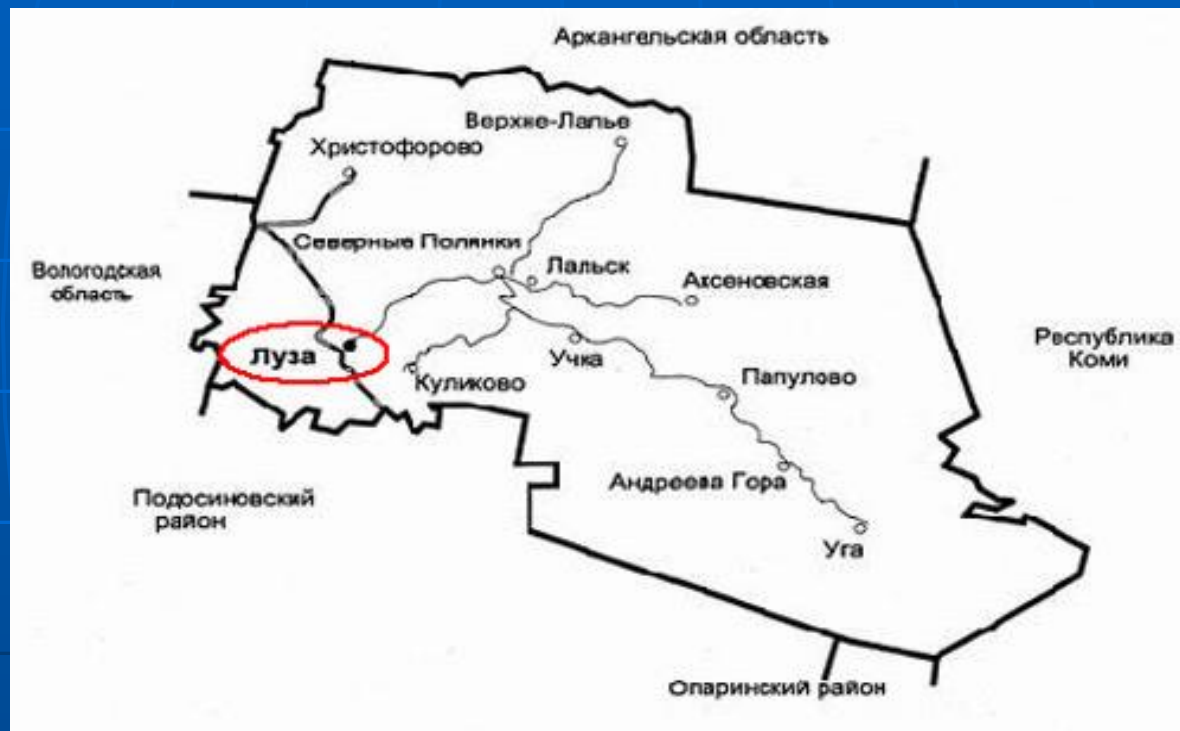 Архангельская область
Верхне-Лалье
Христофорово
Северные Полянки
Вологодская
область
Лальск
Аксеновская
Луза
Учка
Республика
Коми
Куликово
Папулово
Подосиновский
район
Андреева Гора
Уга
Опаринский район